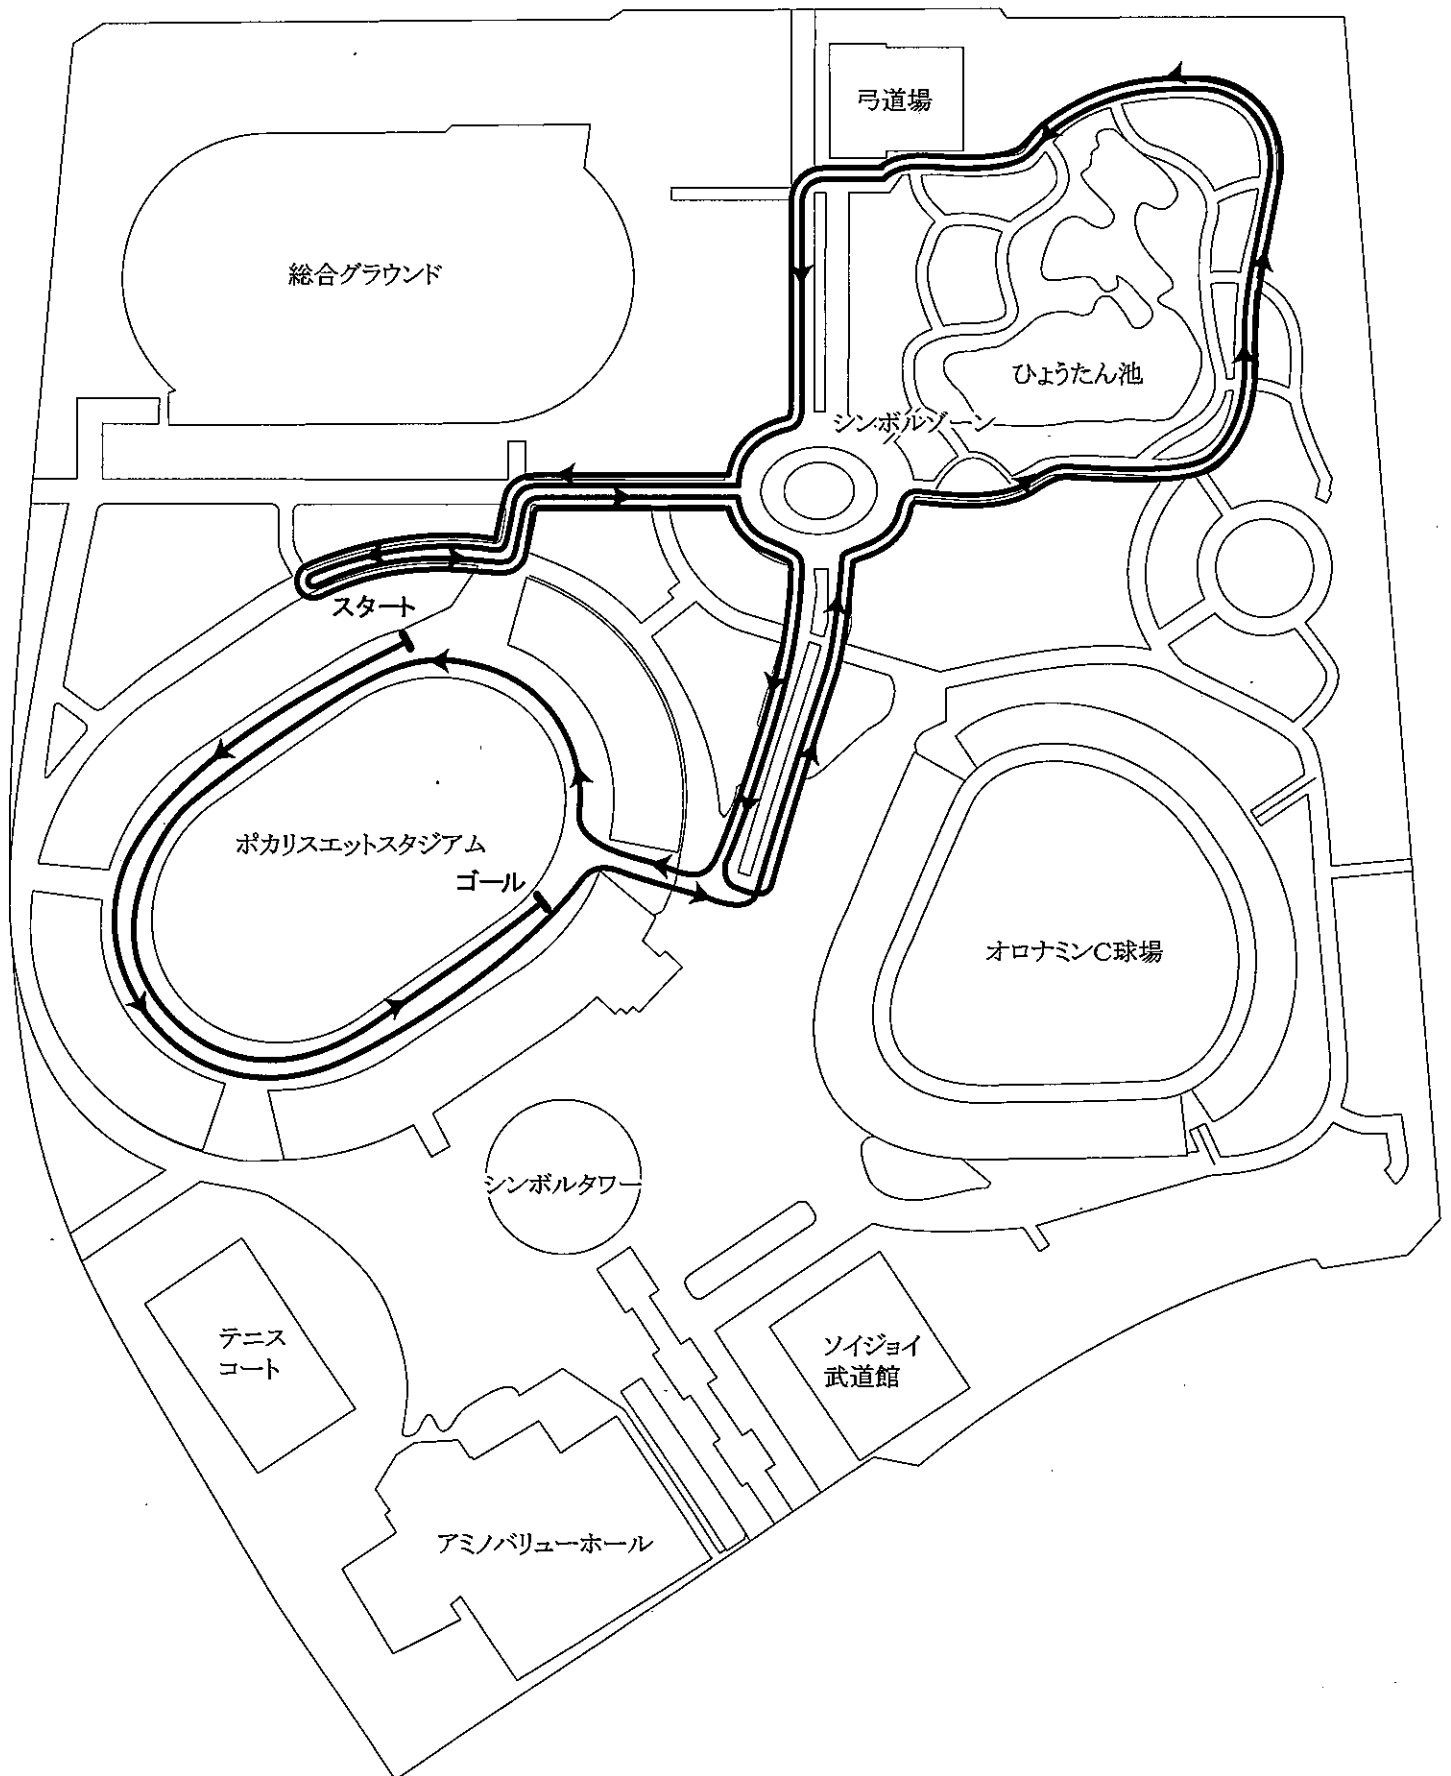 弓道場
総合グラウンド
ひょうたん池
シンボルゾーン
スタート
ポカリスエットスタジアム
ゴール
オロナミンC球場
シンボルタワー
テニス
コート
ソイジョイ
武道館
アミノバリューホール